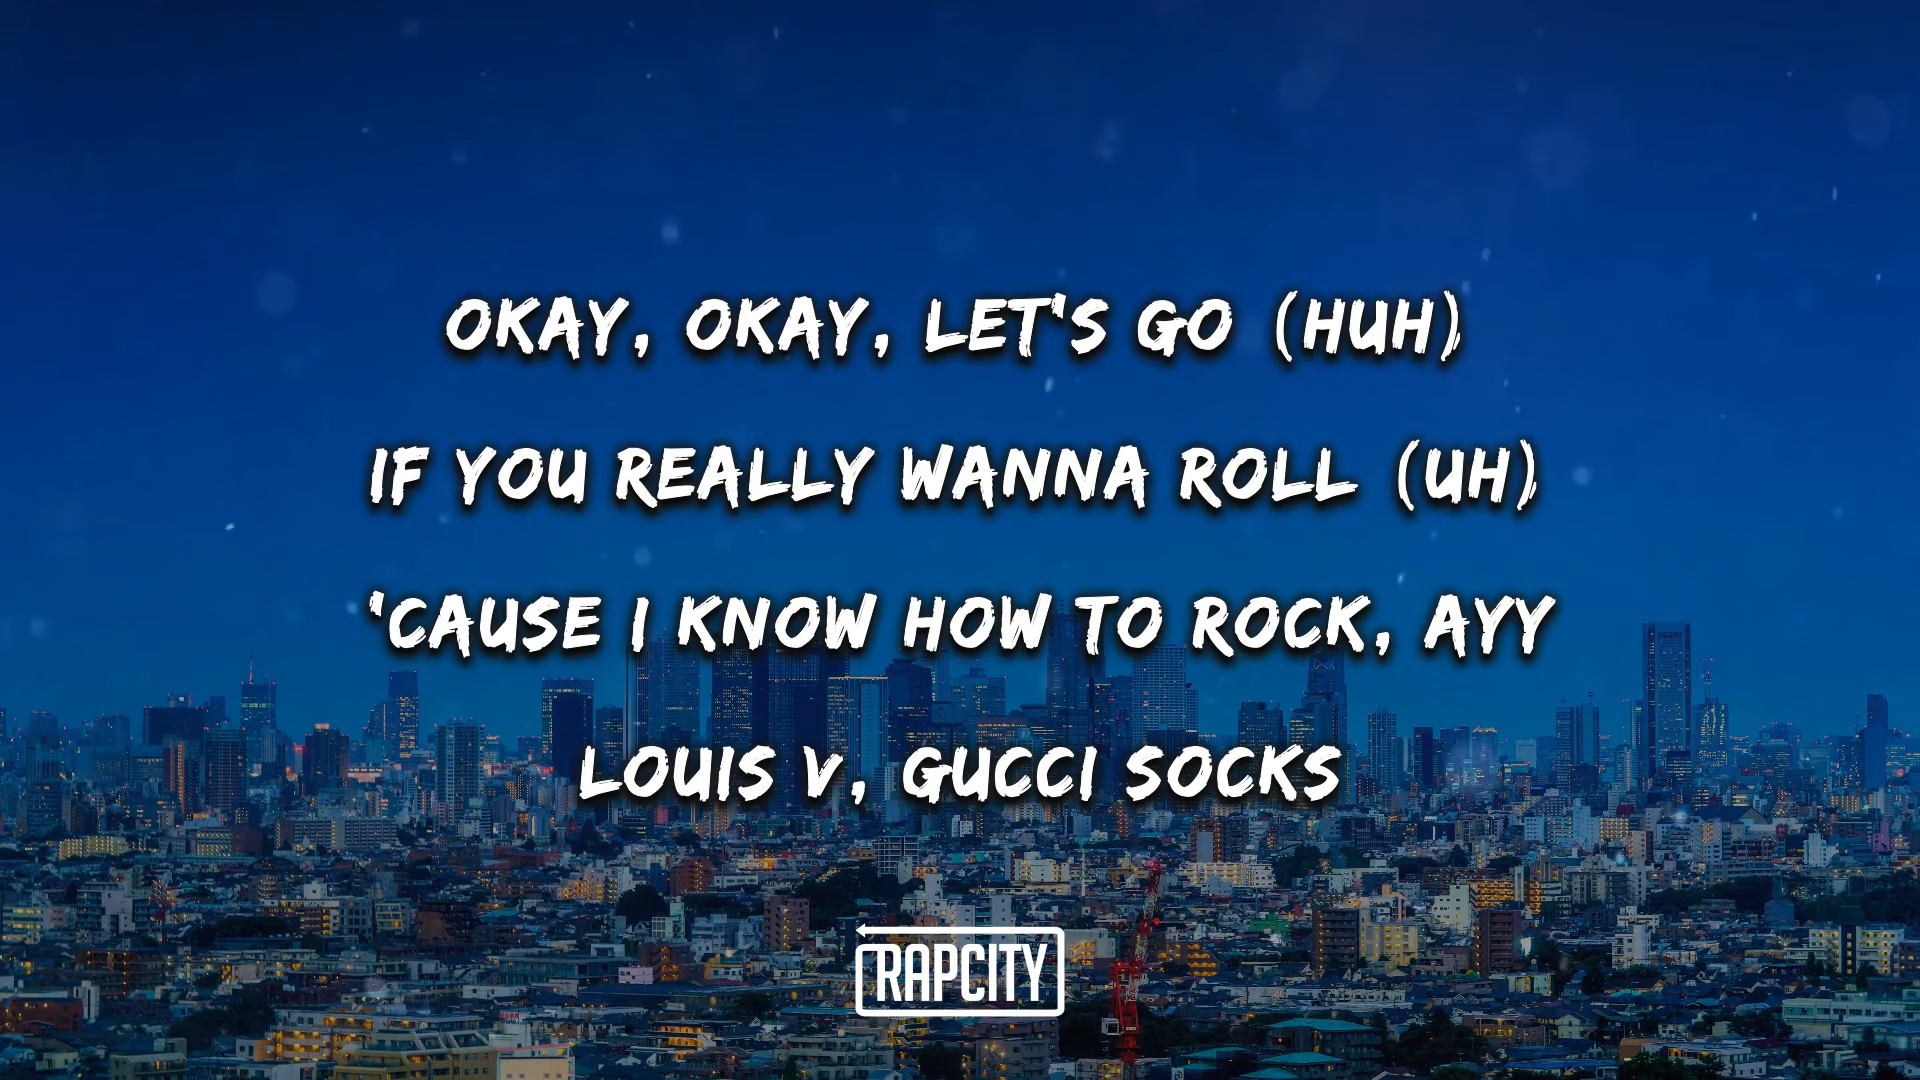 OKAY, OKAY, LET'S GO (HUH)
IF YOU REALLY WANNA ROLL (UH)
'CAUSE I KNOW HOW TO ROCK, AYY
LOUIS V, GUCCI SOCKS
RAPCITY